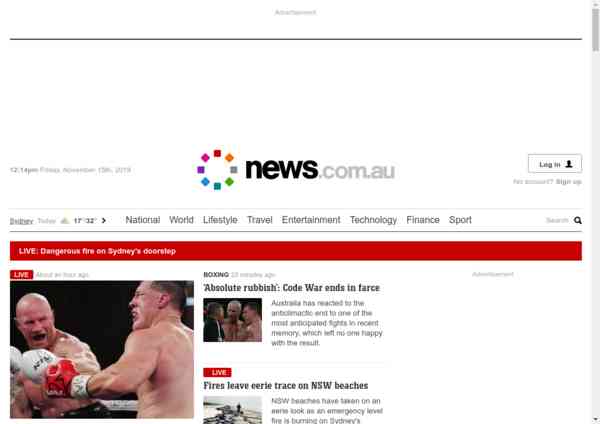 Advertisement
12:14pm Friday, November 15th, 2019
news.com.au
Log in
No account? Sign up
Sydney Today 17°/32°
National World Lifestyle Travel Entertainment Technology Finance Sport
Search
LIVE: Dangerous fire on Sydney's doorstep
LIVE About an hour ago
BOXING 23 minutes ago
Advertisement
'Absolute rubbish': Code War ends in farce
Australia has reacted to the
anticlimactic end to one of the
most anticipated fights in recent
memory, which left no one happy
with the result.
LIVE
Fires leave eerie trace on NSW beaches
NSW beaches have taken on an
eerie look as an emergency level
fire is burning on Sydney's